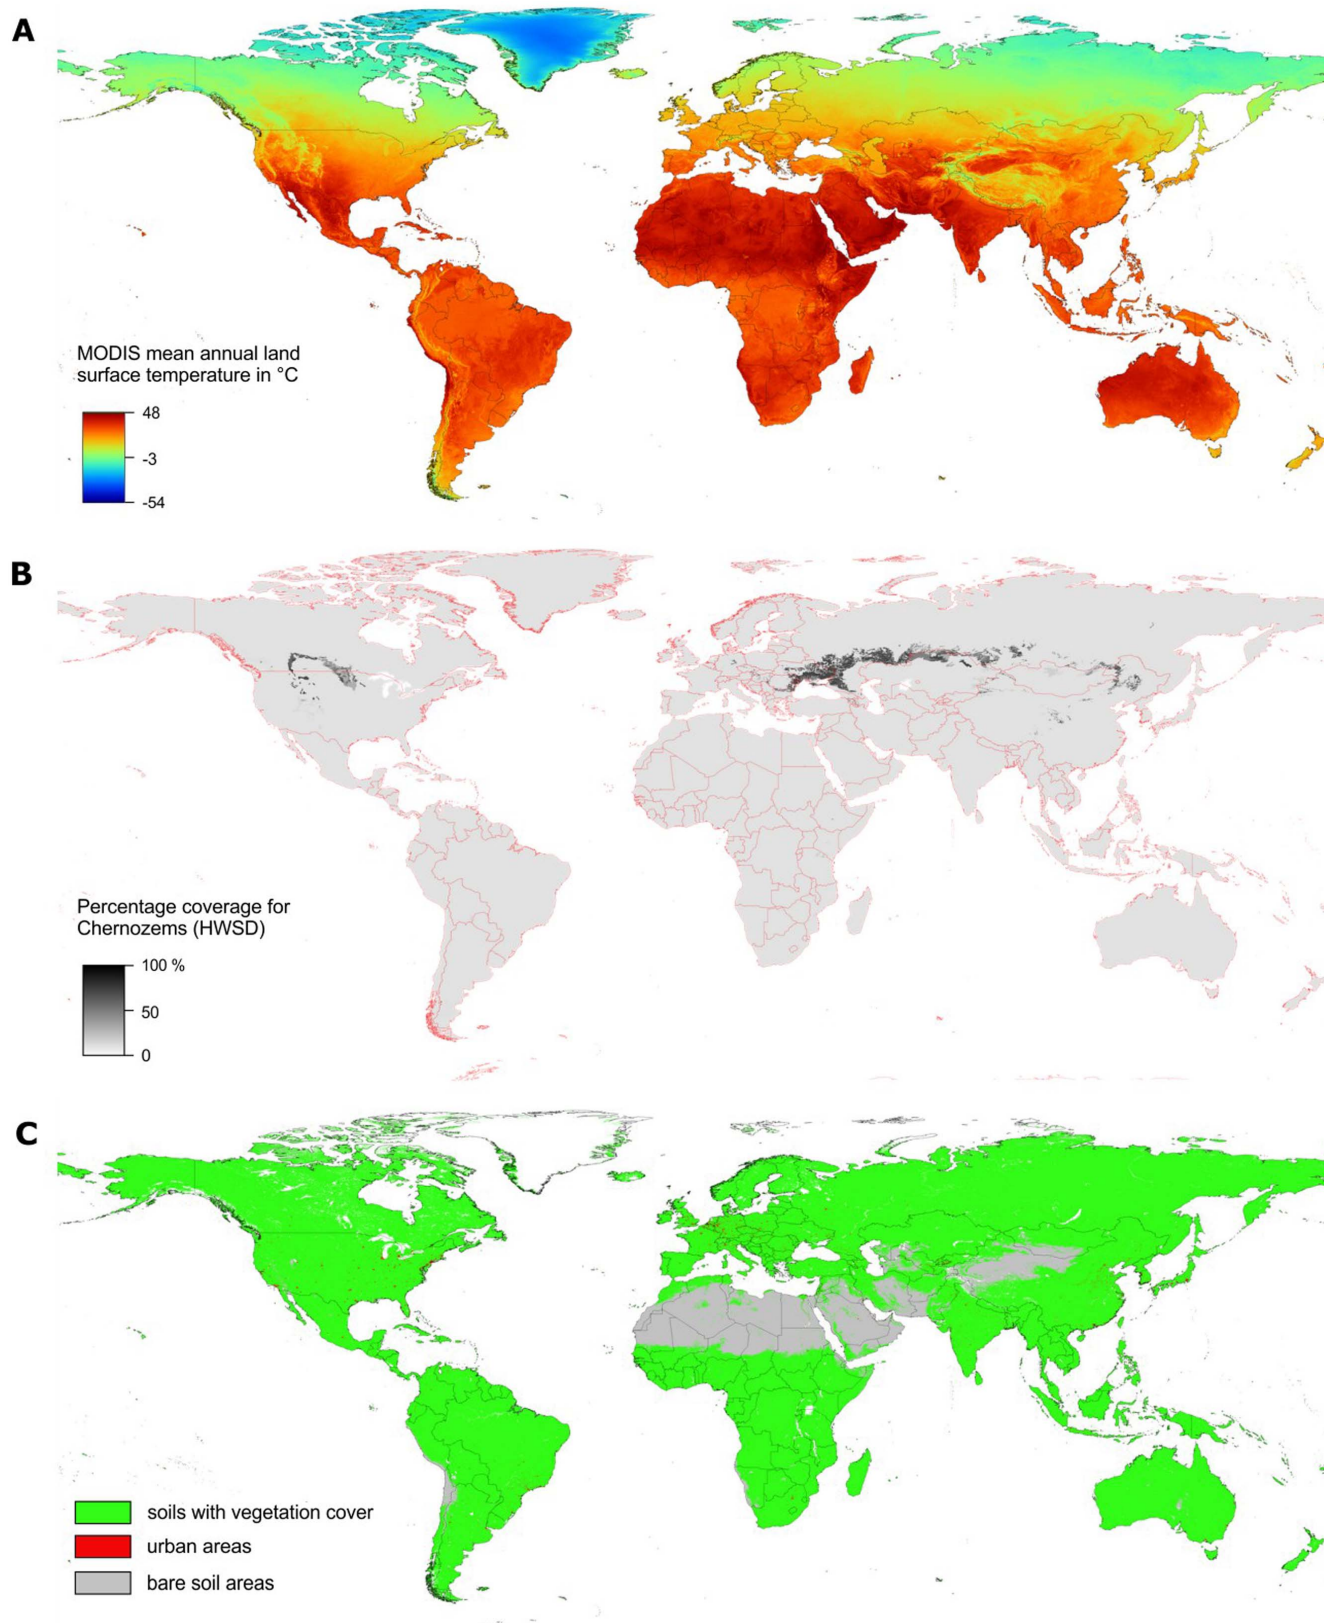 A
MODIS mean annual land
surface temperature in °C
48
-3
-54
B
Percentage coverage for
Chernozems (HWSD)
100 %
50
0
C
soils with vegetation cover
urban areas
bare soil areas